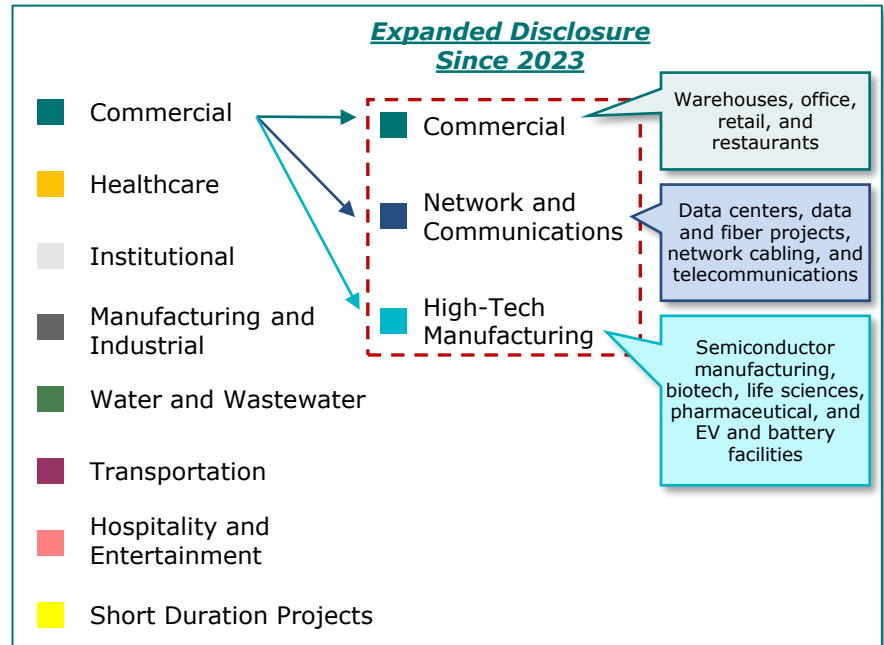 Expanded Disclosure
Since 2023
Commercial
Healthcare
Institutional
Manufacturing and
Industrial
Water and Wastewater
Transportation
Hospitality and
Entertainment
Short Duration Projects
Commercial
Network and
Communications
High-Tech
Manufacturing
Warehouses, office,
retail, and
restaurants
Data centers, data
and fiber projects,
network cabling, and
telecommunications
Semiconductor
manufacturing,
biotech, life sciences,
pharmaceutical, and
EV and battery
facilities